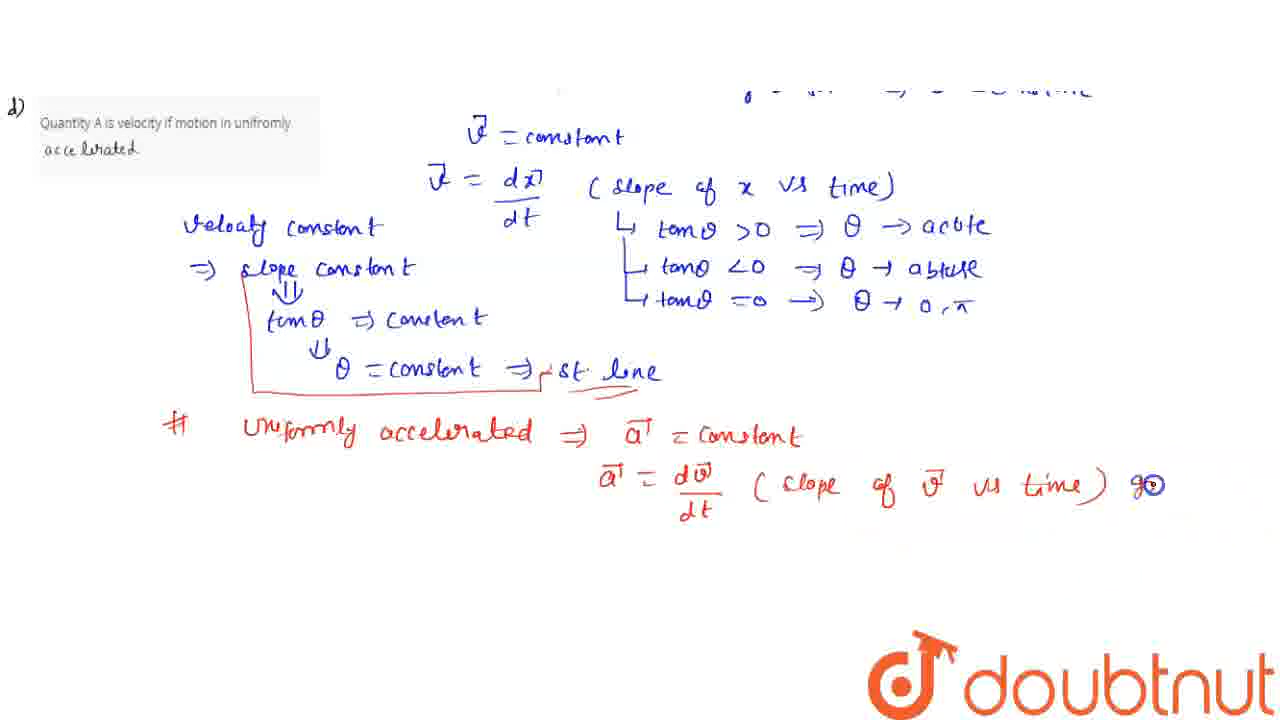 d)
Quantity A is velocity if motion in unifromly
accelerated
v⃗ = constant
v⃗ = dx⃗/dt (slope of x vs time)
velocity constant
↳ tanθ >0 ⇒ θ → acute
⇒ slope constant
↳ tanθ <0 ⇒ θ → obtuse
⇓
↳ tanθ =0 → θ → 0, π
tanθ ⇒ constant
⇓
θ = constant ⇒ st. line
# Uniformly accelerated ⇒ a⃗ = constant
a⃗ = dv⃗/dt (slope of v⃗ vs time)
doubtnut